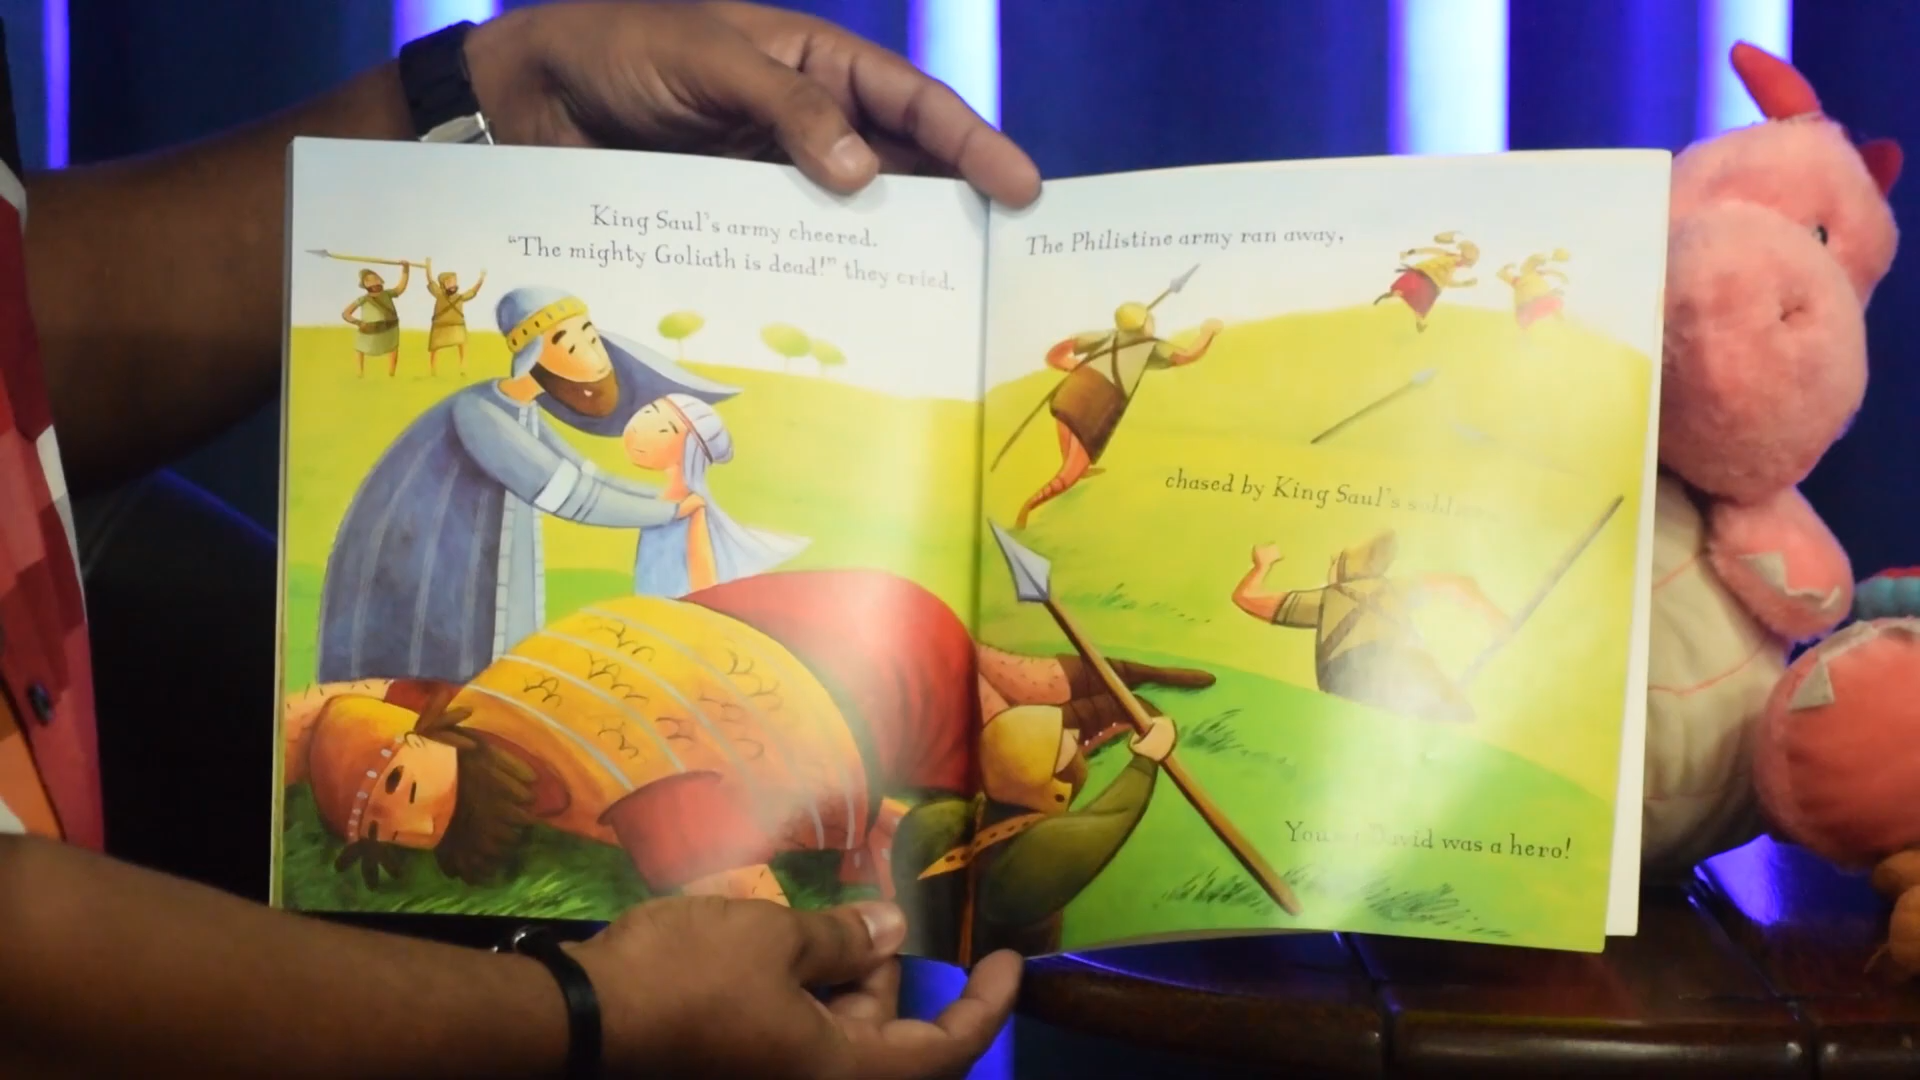 King Saul's army cheered.
"The mighty Goliath is dead!" they cried.
The Philistine army ran away,
chased by King Saul's
David was a hero!